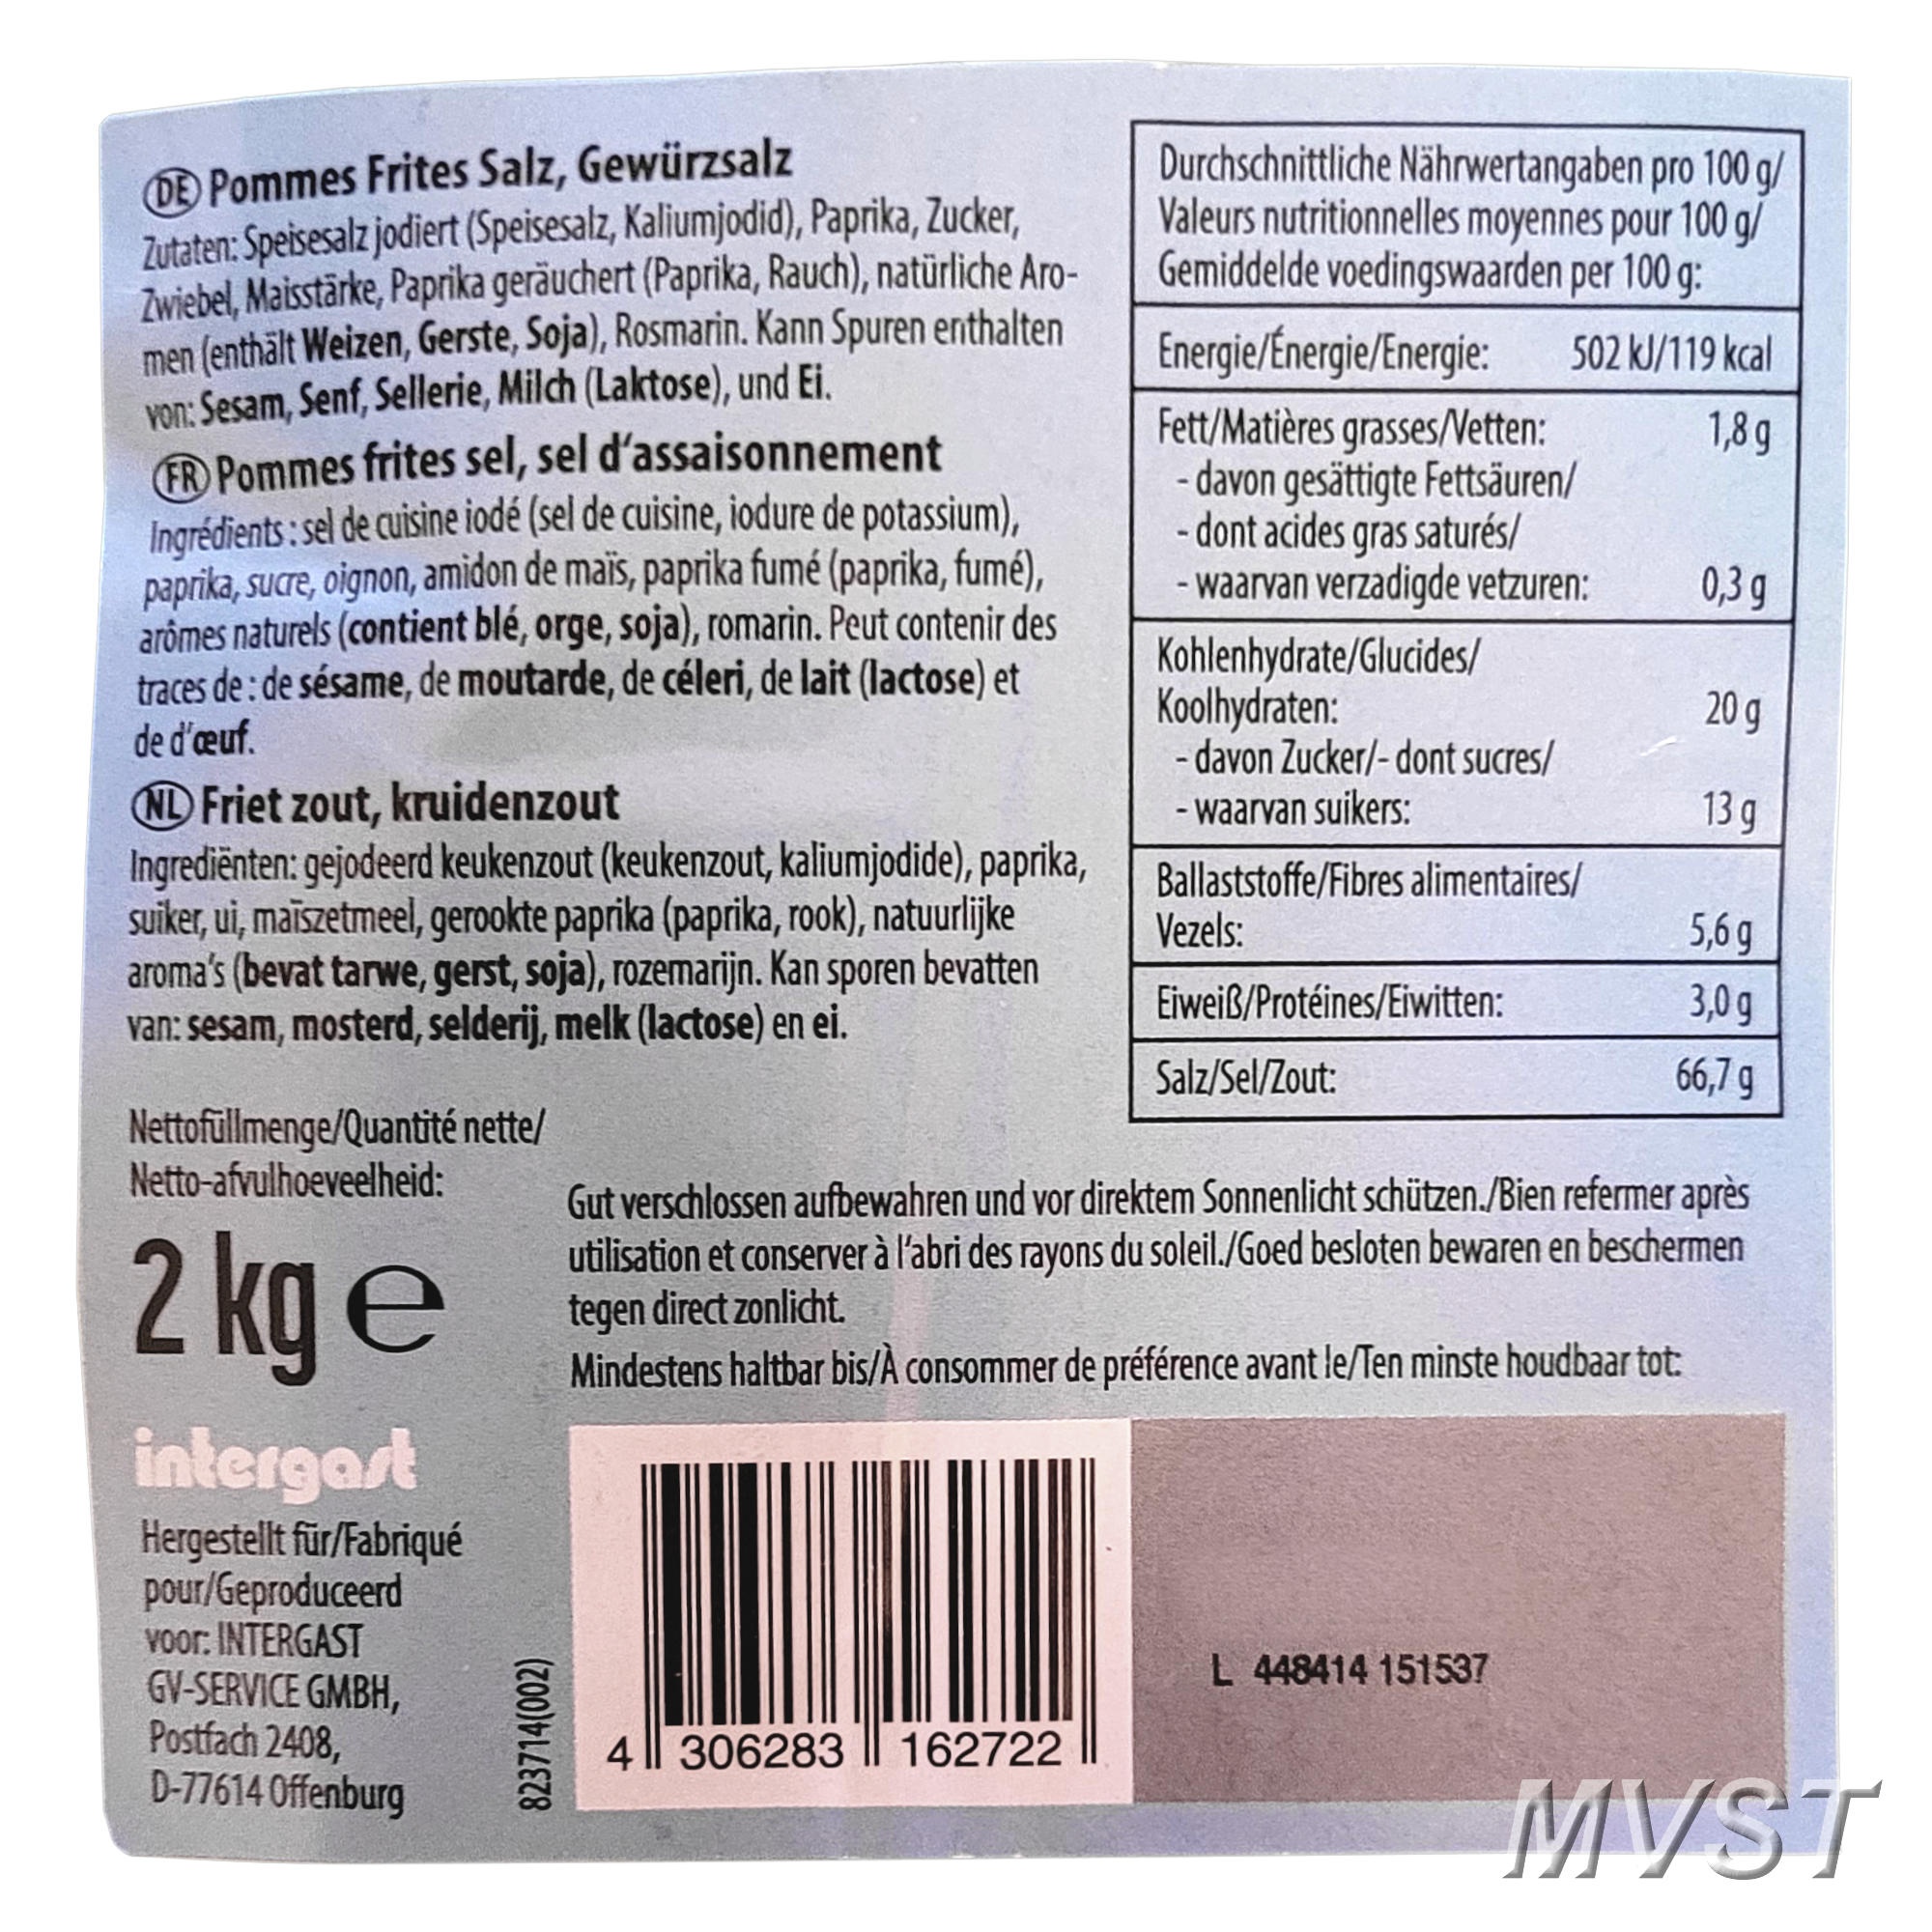 DE Pommes Frites Salz, Gewürzsalz
Zutaten: Speisesalz jodiert (Speisesalz, Kaliumjodid), Paprika, Zucker,
Zwiebel, Maisstärke, Paprika geräuchert (Paprika, Rauch), natürliche Aro-
men (enthält Weizen, Gerste, Soja), Rosmarin. Kann Spuren enthalten
von: Sesam, Senf, Sellerie, Milch (Laktose), und Ei.
FR Pommes frites sel, sel d'assaisonnement
Ingrédients : sel de cuisine iodé (sel de cuisine, iodure de potassium),
paprika, sucre, oignon, amidon de maïs, paprika fumé (paprika, fumé),
arômes naturels (contient blé, orge, soja), romarin. Peut contenir des
traces de : de sésame, de moutarde, de céleri, de lait (lactose) et
de d'œuf.
NL Friet zout, kruidenzout
Ingrediënten: gejodeerd keukenzout (keukenzout, kaliumjodide), paprika,
suiker, ui, maïszetmeel, gerookte paprika (paprika, rook), natuurlijke
aroma's (bevat tarwe, gerst, soja), rozemarijn. Kan sporen bevatten
van: sesam, mosterd, selderij, melk (lactose) en ei.
Nettofüllmenge/Quantité nette/
Netto-afvulhoeveelheid:
2 kg e
intergast
Hergestellt für/Fabriqué
pour/Geproduceerd
voor: INTERGAST
GV-SERVICE GMBH,
Postfach 2408,
D-77614 Offenburg
823714(002)
Durchschnittliche Nährwertangaben pro 100 g/
Valeurs nutritionnelles moyennes pour 100 g/
Gemiddelde voedingswaarden per 100 g:
Energie/Énergie/Energie: 502 kJ/119 kcal
Fett/Matières grasses/Vetten: 1,8 g
- davon gesättigte Fettsäuren/
- dont acides gras saturés/
- waarvan verzadigde vetzuren: 0,3 g
Kohlenhydrate/Glucides/
Koolhydraten: 20 g
- davon Zucker/- dont sucres/
- waarvan suikers: 13 g
Ballaststoffe/Fibres alimentaires/
Vezels: 5,6 g
Eiweiß/Protéines/Eiwitten: 3,0 g
Salz/Sel/Zout: 66,7 g
Gut verschlossen aufbewahren und vor direktem Sonnenlicht schützen./Bien refermer après
utilisation et conserver à l'abri des rayons du soleil./Goed besloten bewaren en beschermen
tegen direct zonlicht.
Mindestens haltbar bis/À consommer de préférence avant le/Ten minste houdbaar tot:
4 306283 162722
L 448414 151537
MVST